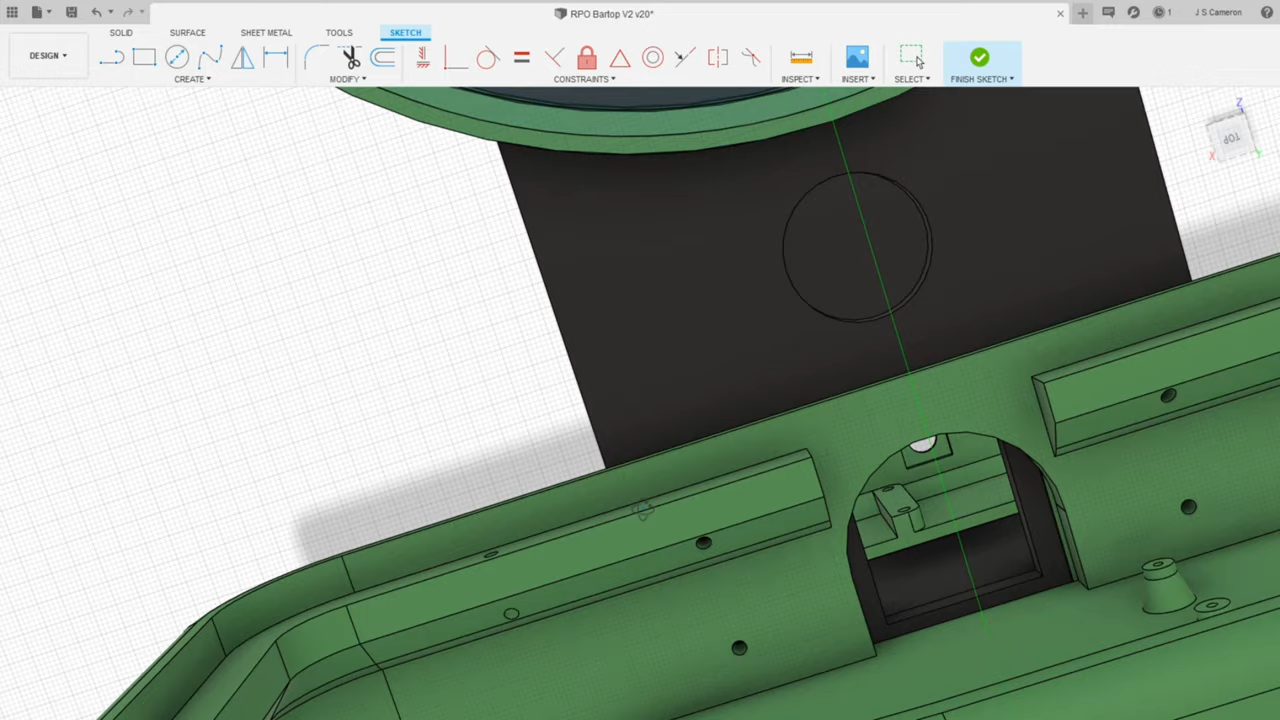 RPO Bartop V2 v20*
1
J S Cameron
SOLID SURFACE SHEET METAL TOOLS SKETCH
DESIGN
CREATE MODIFY CONSTRAINTS INSPECT INSERT SELECT FINISH SKETCH
Z
TOP
X Y